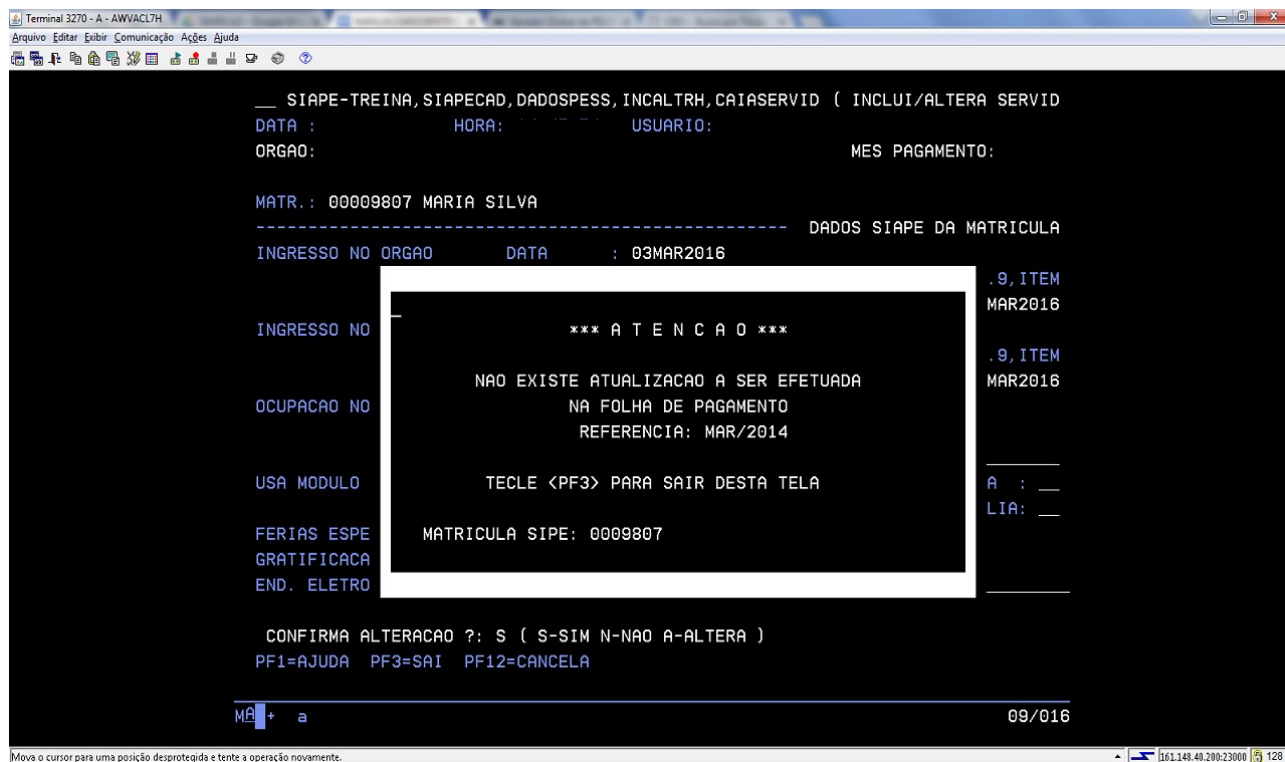 Terminal 3270 - A - AWVACL7H
Arquivo Editar Exibir Comunicação Ações Ajuda
__ SIAPE-TREINA,SIAPECAD,DADOSPESS,INCALTRH,CAIASERVID ( INCLUI/ALTERA SERVID
DATA : HORA: USUARIO:
ORGAO: MES PAGAMENTO:
MATR.: 00009807 MARIA SILVA
--------------------------------------------------- DADOS SIAPE DA MATRICULA
INGRESSO NO ORGAO DATA : 03MAR2016
.9,ITEM
MAR2016
INGRESSO NO *** A T E N C A O ***
.9,ITEM
NAO EXISTE ATUALIZACAO A SER EFETUADA MAR2016
OCUPACAO NO NA FOLHA DE PAGAMENTO
REFERENCIA: MAR/2014
USA MODULO TECLE <PF3> PARA SAIR DESTA TELA A : __
LIA: __
FERIAS ESPE MATRICULA SIPE: 0009807
GRATIFICACA
END. ELETRO
CONFIRMA ALTERACAO ?: S ( S-SIM N-NAO A-ALTERA )
PF1=AJUDA PF3=SAI PF12=CANCELA
MA + a 09/016
Mova o cursor para uma posição desprotegida e tente a operação novamente. 161.148.40.200:23000 128